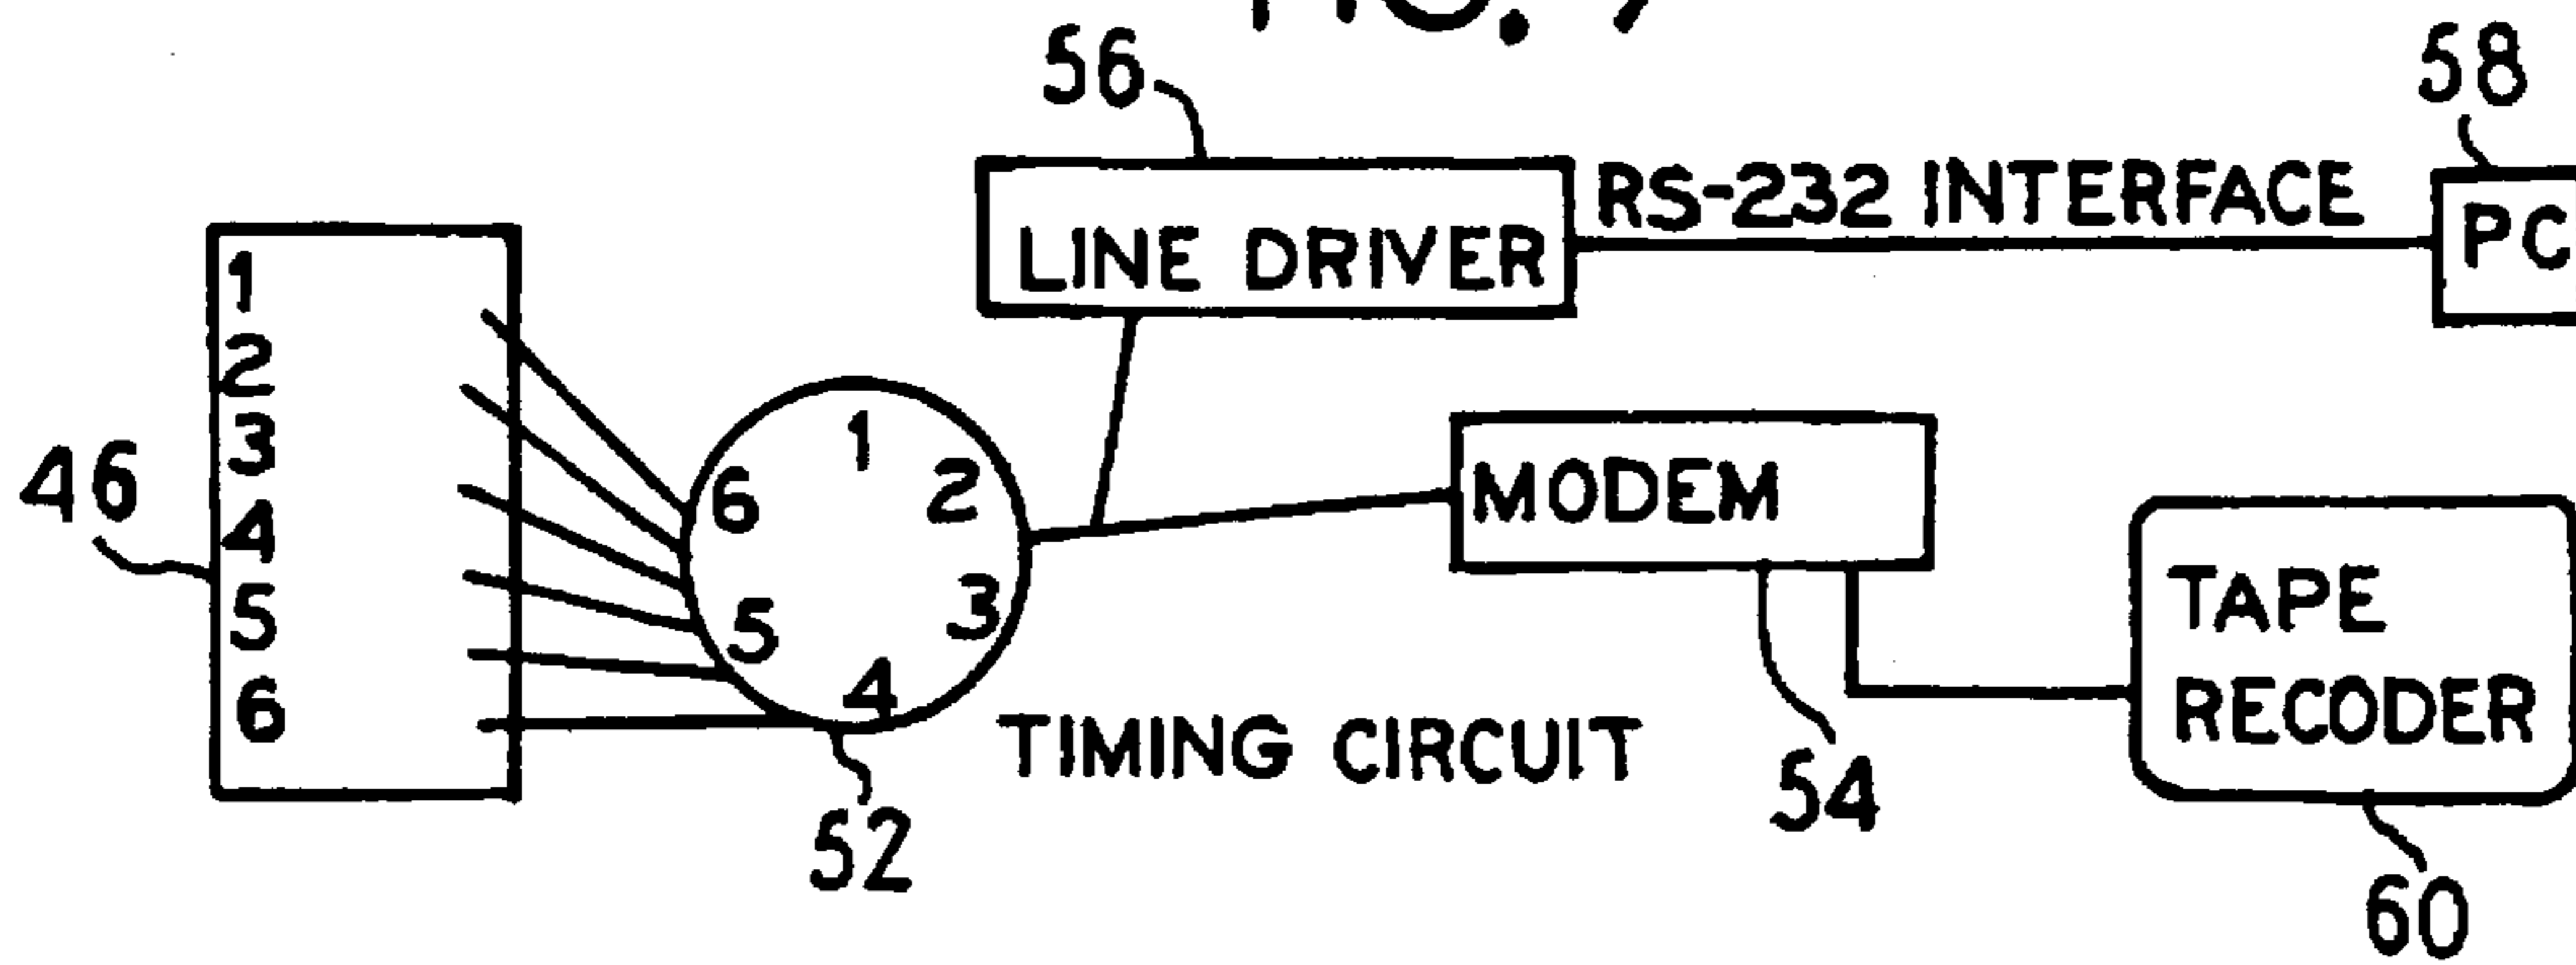 56
58
LINE DRIVER
RS-232 INTERFACE
PC
46
1
2
3
4
5
6
1
2
3
4
5
6
52
TIMING CIRCUIT
MODEM
54
TAPE
RECODER
60